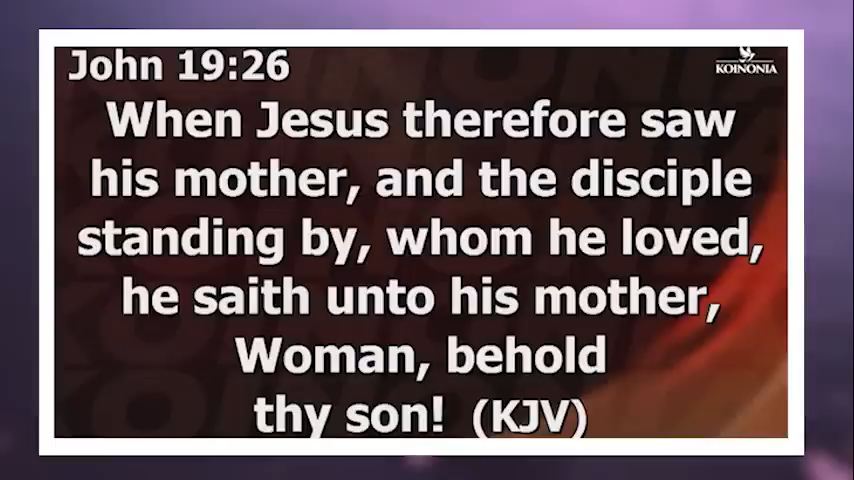 John 19:26
KOINONIA
When Jesus therefore saw
his mother, and the disciple
standing by, whom he loved,
he saith unto his mother,
Woman, behold
thy son! (KJV)